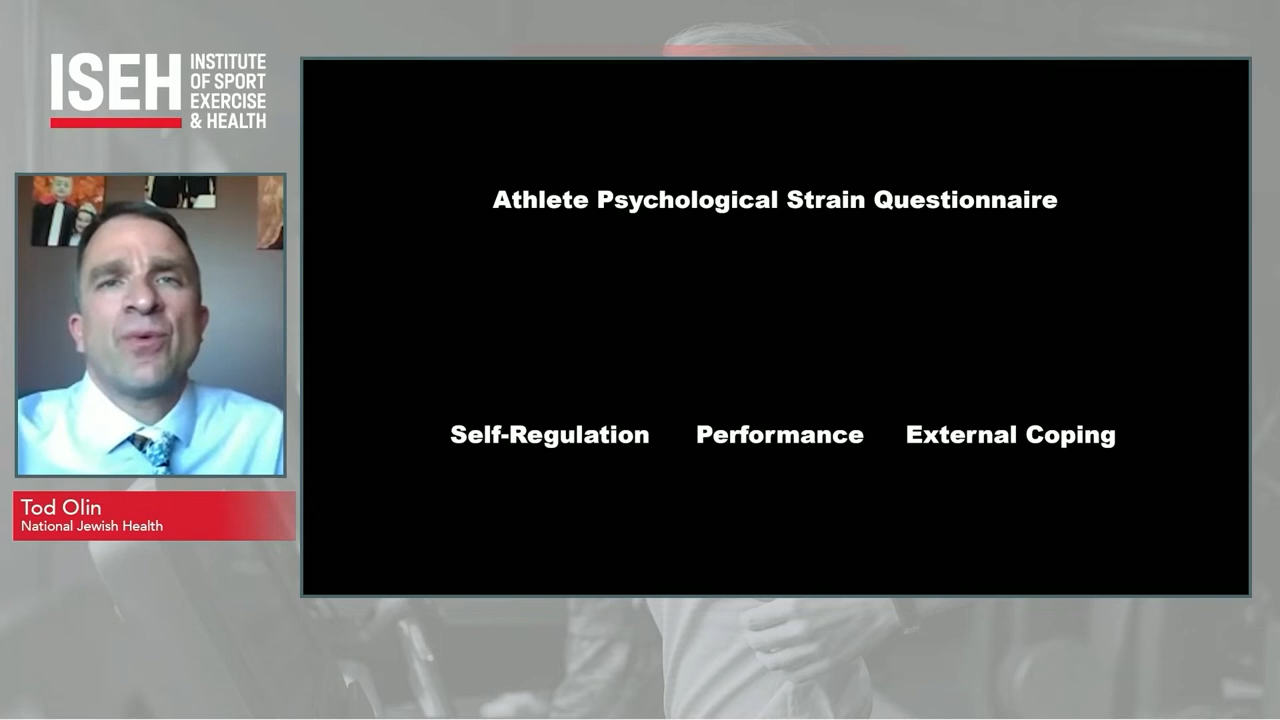 ISEH
INSTITUTE
OF SPORT
EXERCISE
& HEALTH
Athlete Psychological Strain Questionnaire
Self-Regulation Performance External Coping
Tod Olin
National Jewish Health